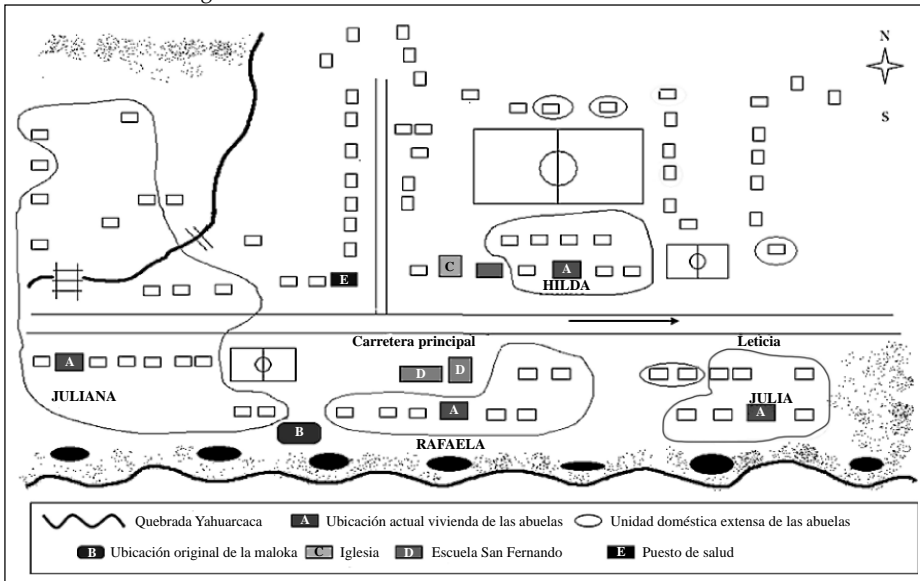 N
S
E
C
A
HILDA
Carretera principal
Leticia
A
D
D
JULIANA
JULIA
A
A
B
RAFAELA
Quebrada Yahuarcaca
A Ubicación actual vivienda de las abuelas
Unidad doméstica extensa de las abuelas
B Ubicación original de la maloka
C Iglesia
D Escuela San Fernando
E Puesto de salud